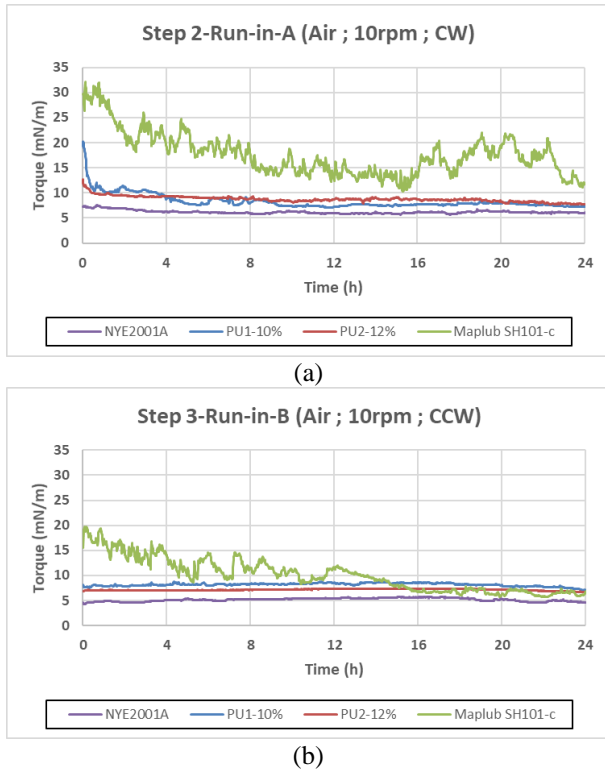 Step 2-Run-in-A (Air ; 10rpm ; CW)
Torque (mN/m)
35
30
25
20
15
10
5
0
0 4 8 12 16 20 24
Time (h)
NYE2001A PU1-10% PU2-12% Maplub SH101-c
(a)
Step 3-Run-in-B (Air ; 10rpm ; CCW)
Torque (mN/m)
35
30
25
20
15
10
5
0
0 4 8 12 16 20 24
Time (h)
NYE2001A PU1-10% PU2-12% Maplub SH101-c
(b)